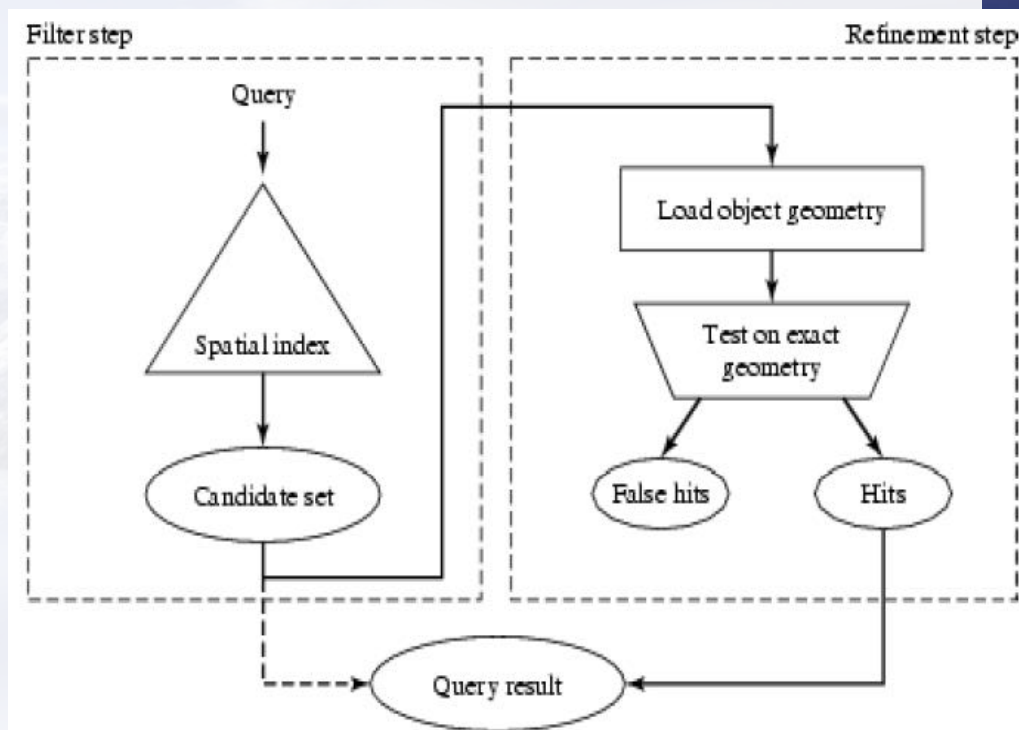 Filter step
Refinement step
Query
Spatial index
Candidate set
Load object geometry
Test on exact
geometry
False hits
Hits
Query result